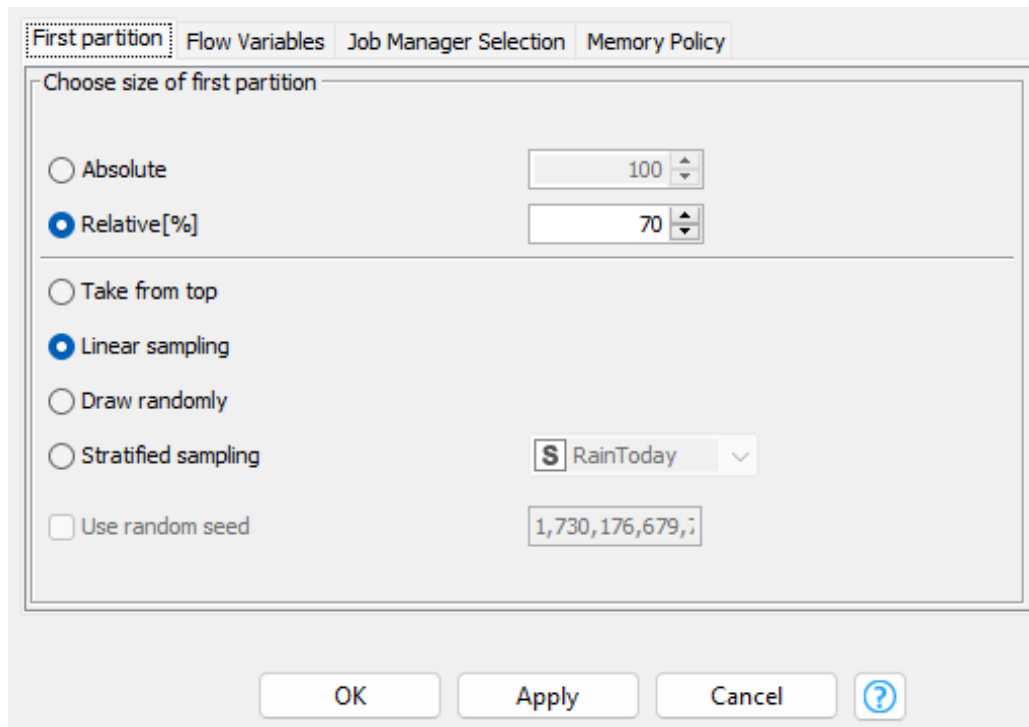 First partition Flow Variables Job Manager Selection Memory Policy
Choose size of first partition
Absolute 100
Relative[%] 70
Take from top
Linear sampling
Draw randomly
Stratified sampling S RainToday
Use random seed 1,730,176,679,
OK Apply Cancel ?